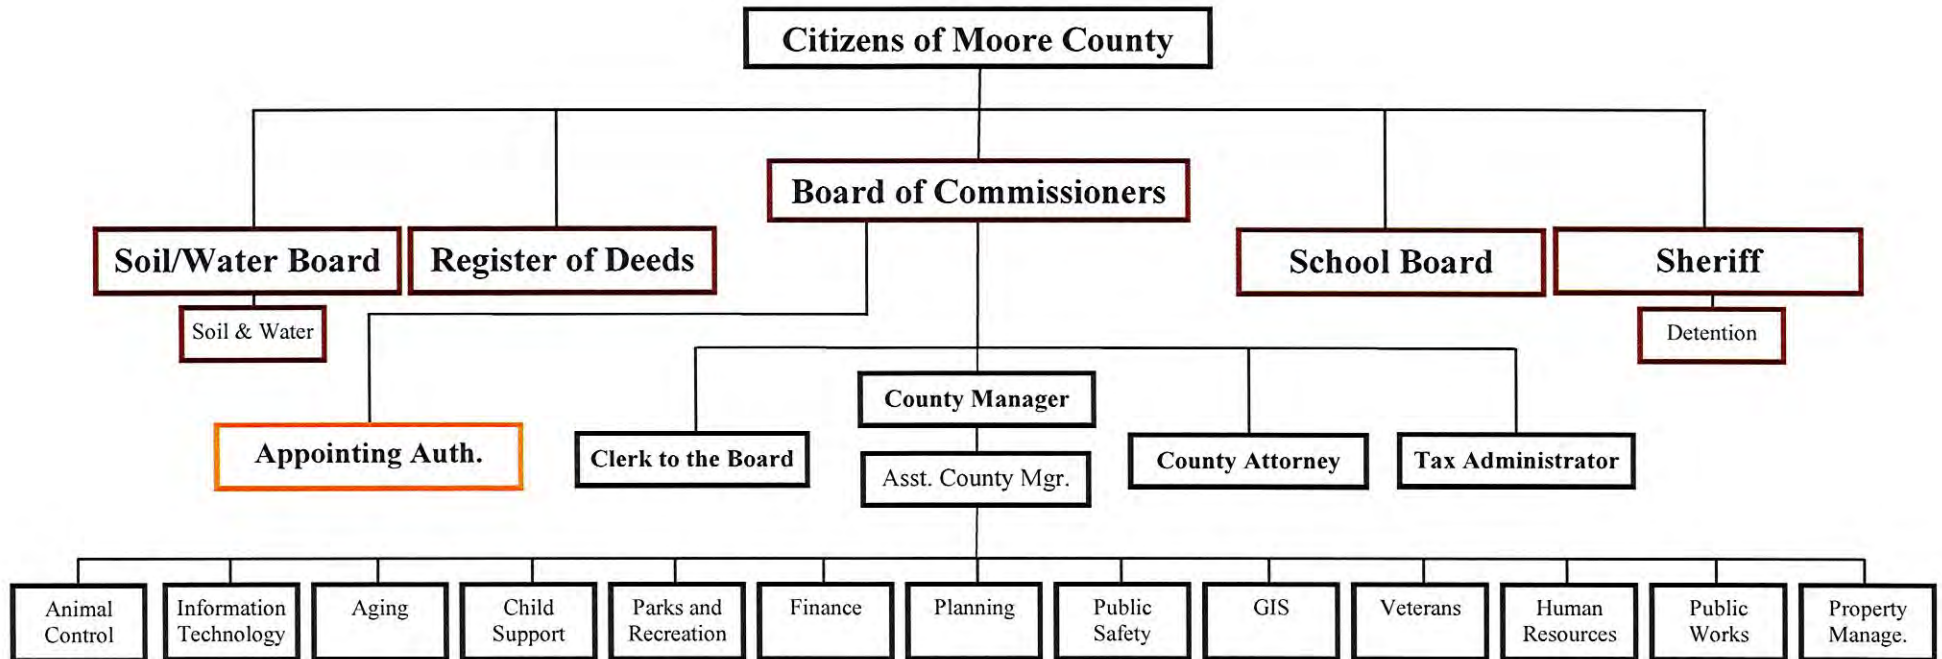 Citizens of Moore County
Board of Commissioners
Soil/Water Board
Register of Deeds
School Board
Sheriff
Soil & Water
Detention
County Manager
Appointing Auth.
Clerk to the Board
County Attorney
Tax Administrator
Asst. County Mgr.
Animal
Control
Information
Technology
Aging
Child
Support
Parks and
Recreation
Finance
Planning
Public
Safety
GIS
Veterans
Human
Resources
Public
Works
Property
Manage.